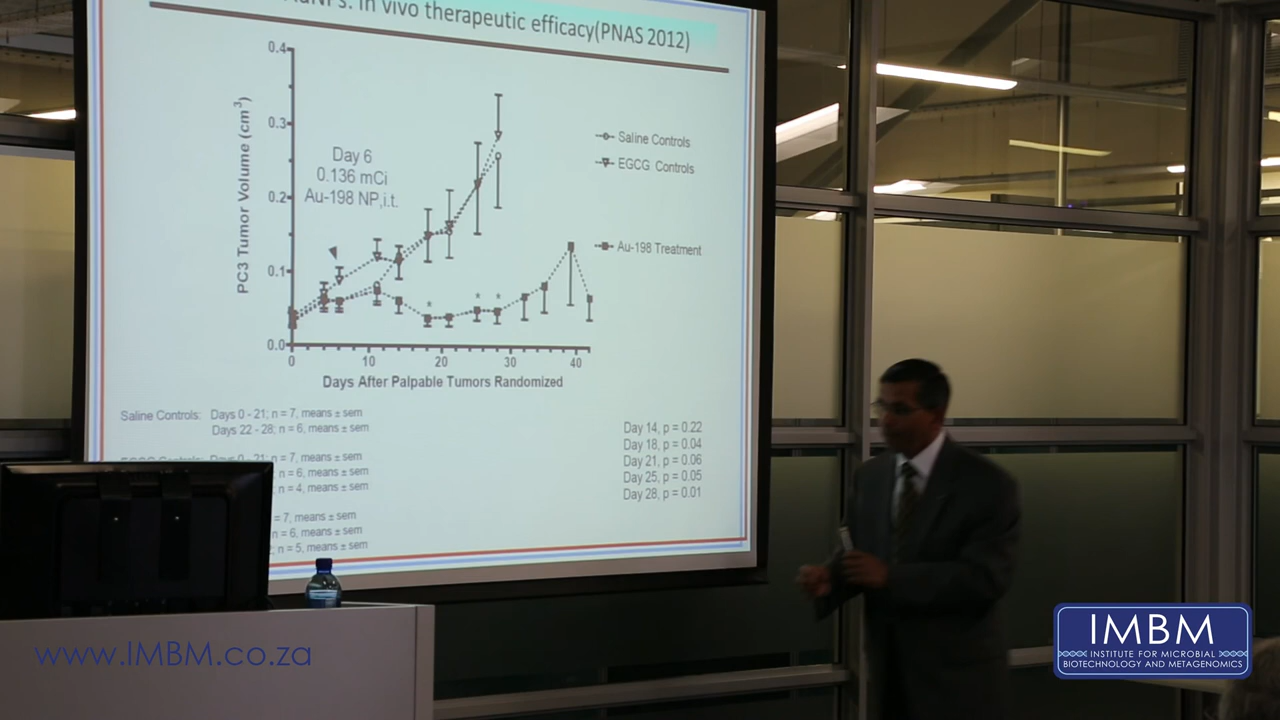 in vivo therapeutic efficacy(PNAS 2012)
0.4
0.3
0.2
0.1
0.0
PC3 Tumor Volume (cm³)
Day 6
0.136 mCi
Au-198 NP,i.t.
Saline Controls
EGCG Controls
Au-198 Treatment
*
* *
0 10 20 30 40
Days After Palpable Tumors Randomized
Saline Controls: Days 0 - 21; n = 7, means ± sem
Days 22 - 28; n = 6, means ± sem
n = 7, means ± sem
n = 6, means ± sem
n = 4, means ± sem
= 7, means ± sem
n = 6, means ± sem
n = 5, means ± sem
Day 14, p = 0.22
Day 18, p = 0.04
Day 21, p = 0.06
Day 25, p = 0.05
Day 28, p = 0.01
www.IMBM.co.za
IMBM
INSTITUTE FOR MICROBIAL
BIOTECHNOLOGY AND METAGENOMICS